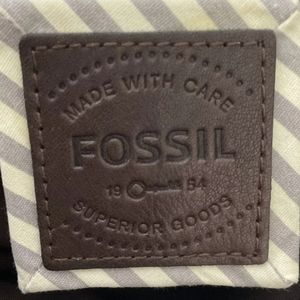 MADE WITH CARE
FOSSIL
19 54
SUPERIOR GOODS